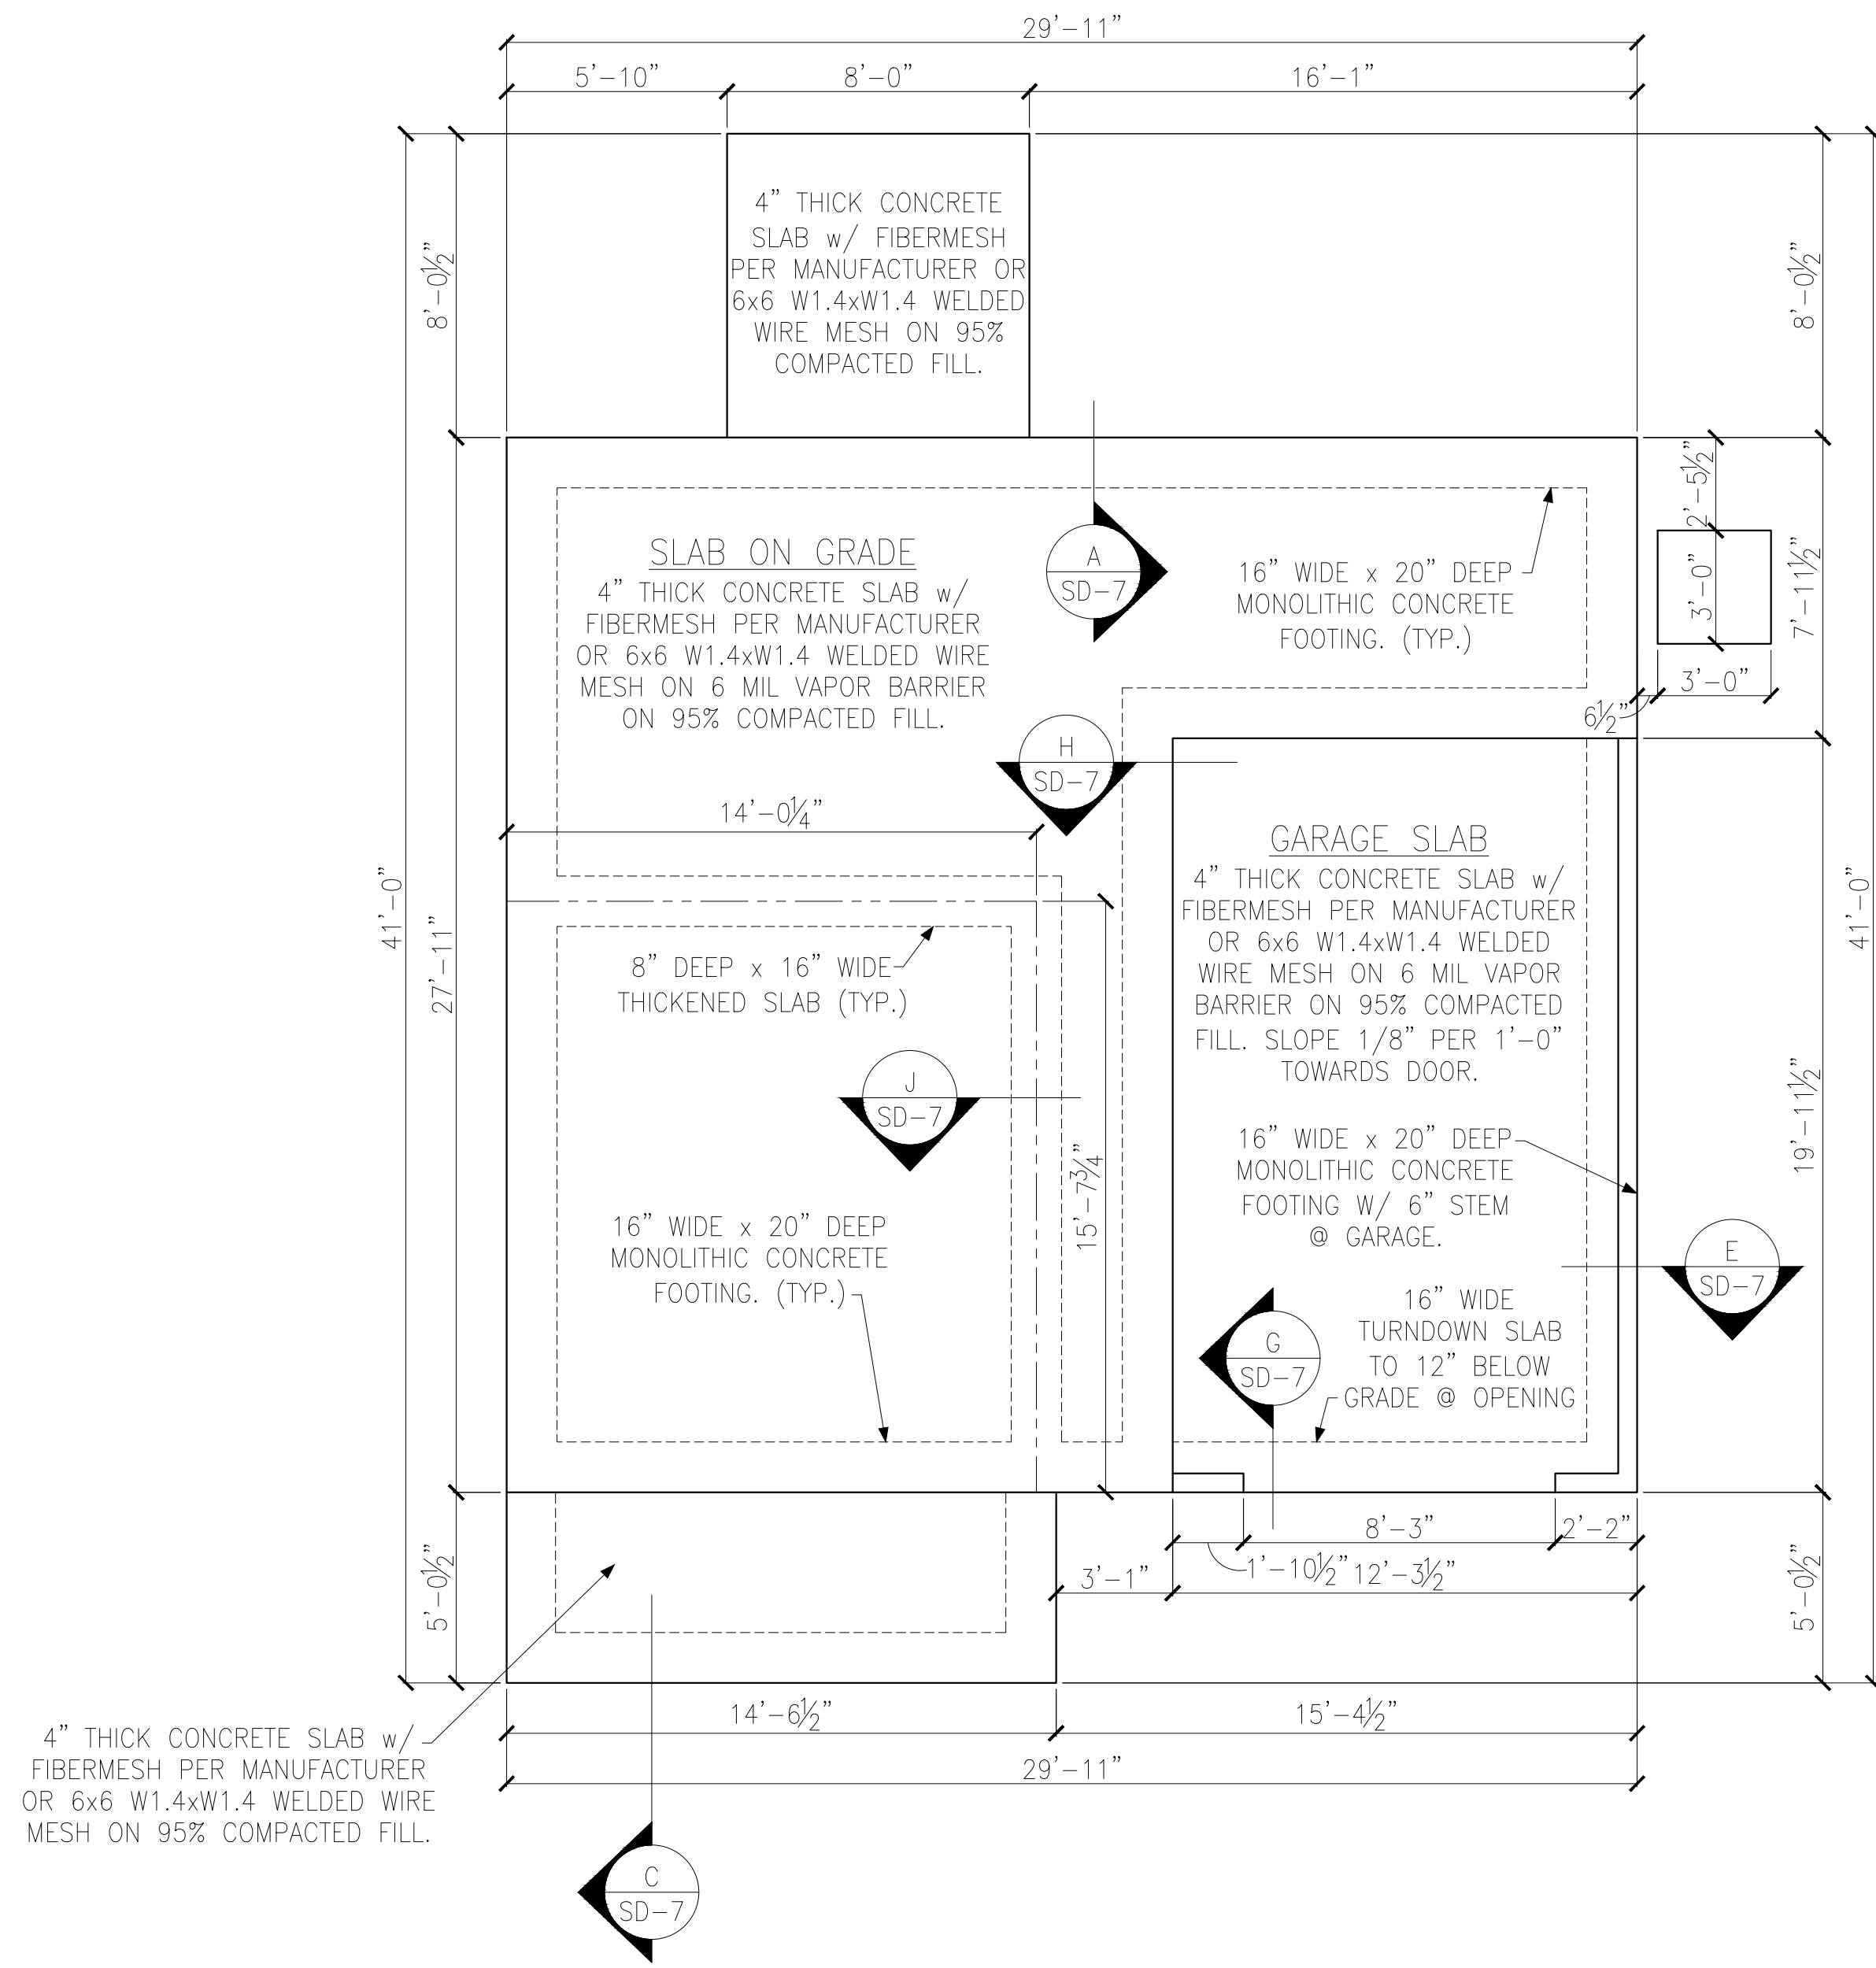 29'-11"
5'-10" 8'-0" 16'-1"
4" THICK CONCRETE
SLAB w/ FIBERMESH
PER MANUFACTURER OR
6x6 W1.4xW1.4 WELDED
WIRE MESH ON 95%
COMPACTED FILL.
8'-0½"
8'-0½"
2'-5½"
3'-0"
7'-11½"
3'-0"
6½"
A
SD-7
SLAB ON GRADE
4" THICK CONCRETE SLAB w/
FIBERMESH PER MANUFACTURER
OR 6x6 W1.4xW1.4 WELDED WIRE
MESH ON 6 MIL VAPOR BARRIER
ON 95% COMPACTED FILL.
16" WIDE x 20" DEEP
MONOLITHIC CONCRETE
FOOTING. (TYP.)
H
SD-7
14'-0¼"
41'-0"
27'-11"
41'-0"
GARAGE SLAB
4" THICK CONCRETE SLAB w/
FIBERMESH PER MANUFACTURER
OR 6x6 W1.4xW1.4 WELDED
WIRE MESH ON 6 MIL VAPOR
BARRIER ON 95% COMPACTED
FILL. SLOPE 1/8" PER 1'-0"
TOWARDS DOOR.
8" DEEP x 16" WIDE
THICKENED SLAB (TYP.)
J
SD-7
15'-7¾"
19'-11½"
16" WIDE x 20" DEEP
MONOLITHIC CONCRETE
FOOTING W/ 6" STEM
@ GARAGE.
16" WIDE x 20" DEEP
MONOLITHIC CONCRETE
FOOTING. (TYP.)
E
SD-7
G
SD-7
16" WIDE
TURNDOWN SLAB
TO 12" BELOW
GRADE @ OPENING
8'-3" 2'-2"
3'-1" 1'-10½" 12'-3½"
5'-0½"
5'-0½"
14'-6½" 15'-4½"
29'-11"
4" THICK CONCRETE SLAB w/
FIBERMESH PER MANUFACTURER
OR 6x6 W1.4xW1.4 WELDED WIRE
MESH ON 95% COMPACTED FILL.
C
SD-7